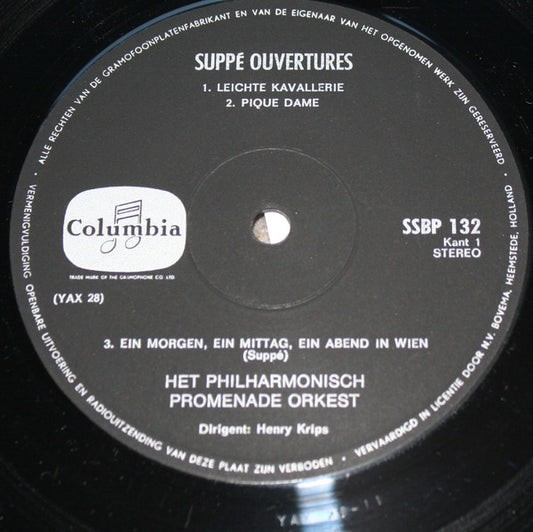 SUPPÉ OUVERTURES
1. LEICHTE KAVALLERIE
2. PIQUE DAME
Columbia
TRADE MARK OF THE GRAMOPHONE CO. LTD.
SSBP 132
Kant 1
STEREO
(YAX 28)
3. EIN MORGEN, EIN MITTAG, EIN ABEND IN WIEN
(Suppé)
HET PHILHARMONISCH
PROMENADE ORKEST
Dirigent: Henry Krips
• ALLE RECHTEN VAN DE GRAMOFOONPLATENFABRIKANT EN VAN DE EIGENAAR VAN HET OPGENOMEN WERK ZIJN GERESERVEERD •
VERMENIGVULDIGING OPENBARE UITVOERING EN RADIOUITZENDING VAN DEZE PLAAT ZIJN VERBODEN •
VERVAARDIGD IN LICENTIE DOOR N.V. BOVEMA, HEEMSTEDE, HOLLAND